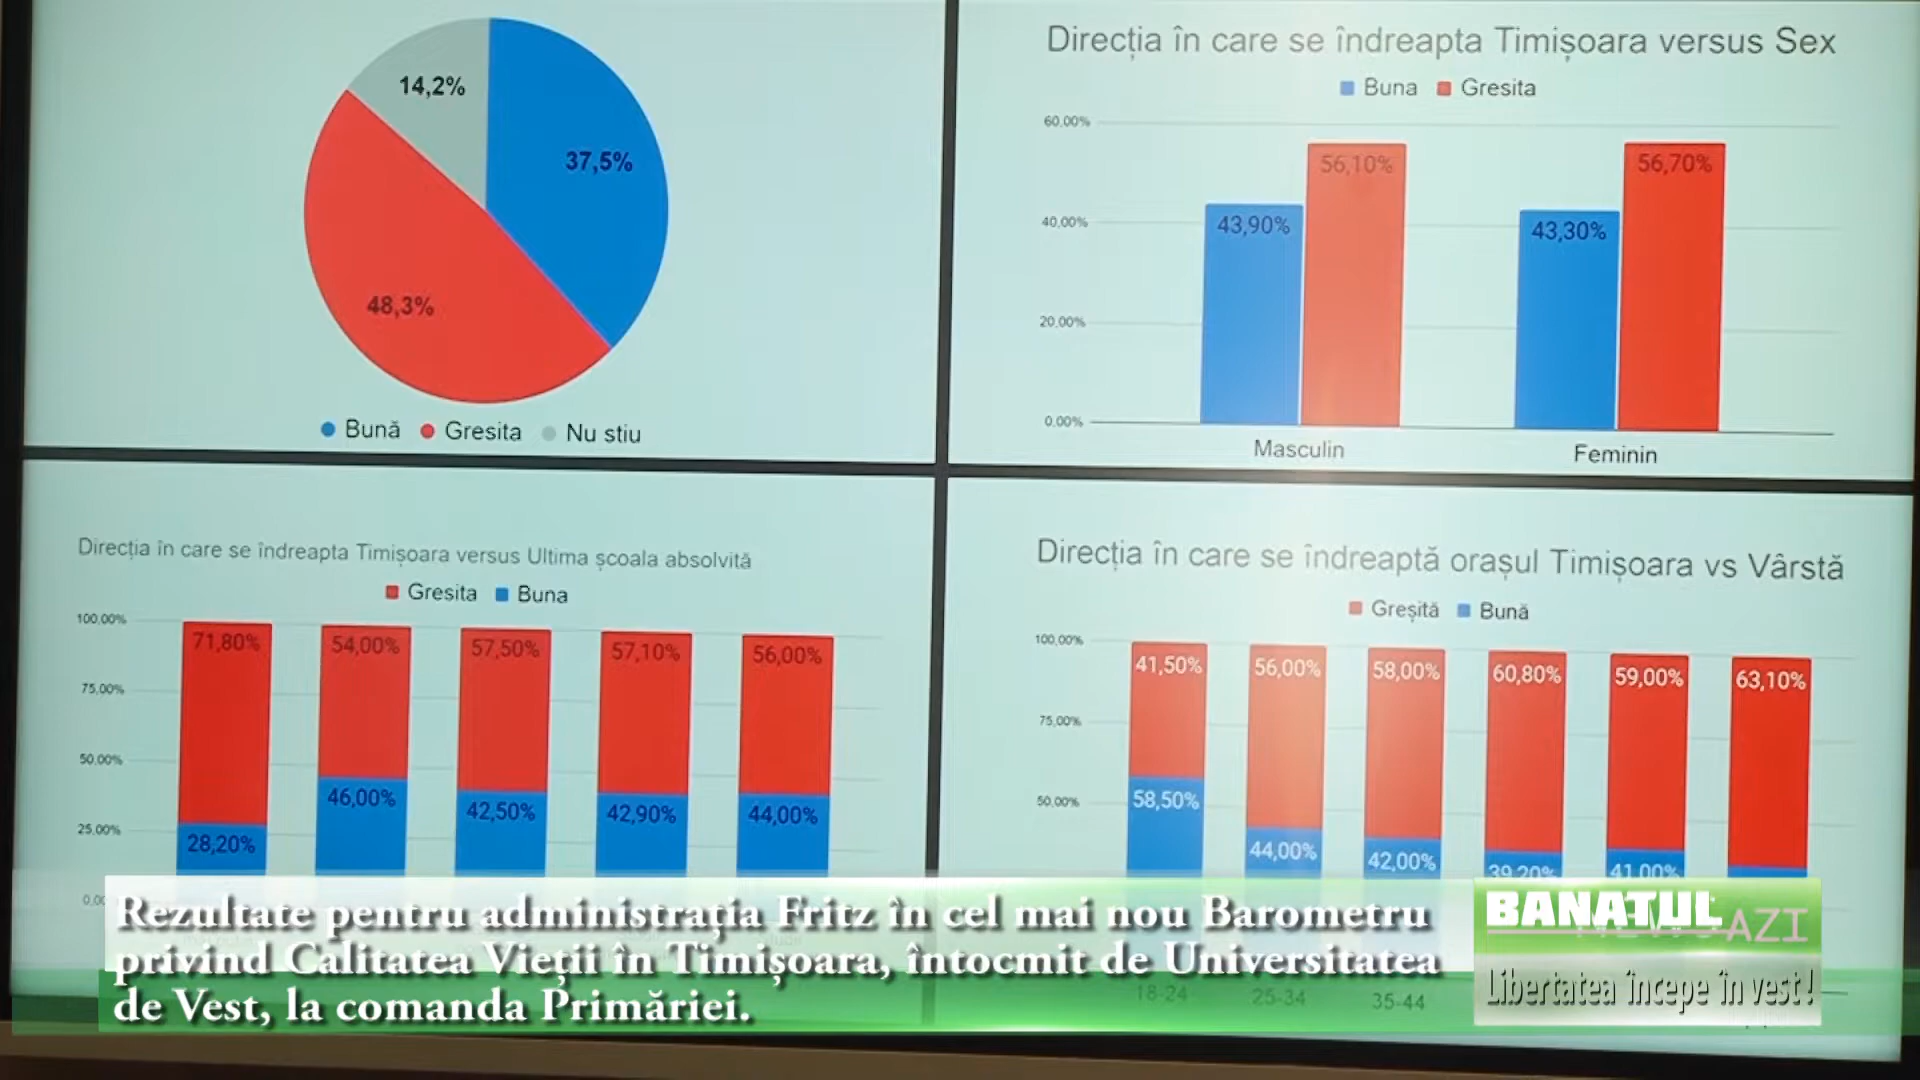 14,2%
37,5%
48,3%
Bună Gresita Nu stiu
Direcția în care se îndreapta Timișoara versus Sex
Buna Gresita
60,00%
56,10%
56,70%
40,00%
43,90%
43,30%
20,00%
0,00%
Masculin Feminin
Direcția în care se îndreapta Timișoara versus Ultima școala absolvită
Gresita Buna
100,00%
71,80% 54,00% 57,50% 57,10% 56,00%
75,00%
50,00%
46,00% 42,50% 42,90% 44,00%
25,00%
28,20%
Direcția în care se îndreaptă orașul Timișoara vs Vârstă
Greșită Bună
100,00%
41,50% 56,00% 58,00% 60,80% 59,00% 63,10%
75,00%
50,00%
58,50%
44,00% 42,00% 39,20% 41,00%
18-24 25-34 35-44
Rezultate pentru administrația Fritz în cel mai nou Barometru
privind Calitatea Vieții în Timișoara, întocmit de Universitatea
de Vest, la comanda Primăriei.
BANATUL
AZI
Libertatea începe în vest!